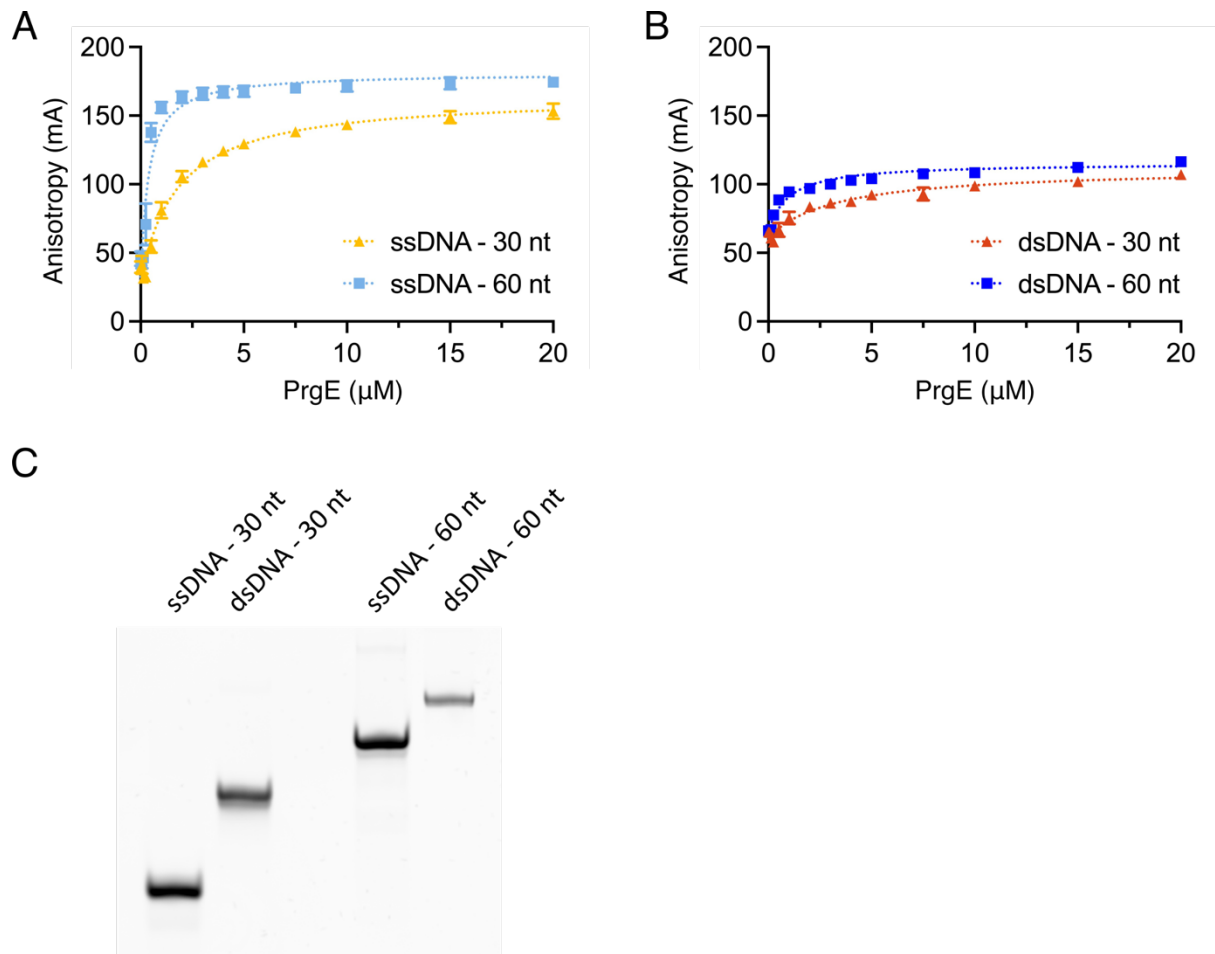 A
200
150
100
50
0
Anisotropy (mA)
ssDNA - 30 nt
ssDNA - 60 nt
0 5 10 15 20
PrgE (µM)
B
200
150
100
50
0
Anisotropy (mA)
dsDNA - 30 nt
dsDNA - 60 nt
0 5 10 15 20
PrgE (µM)
C
ssDNA - 30 nt
dsDNA - 30 nt
ssDNA - 60 nt
dsDNA - 60 nt